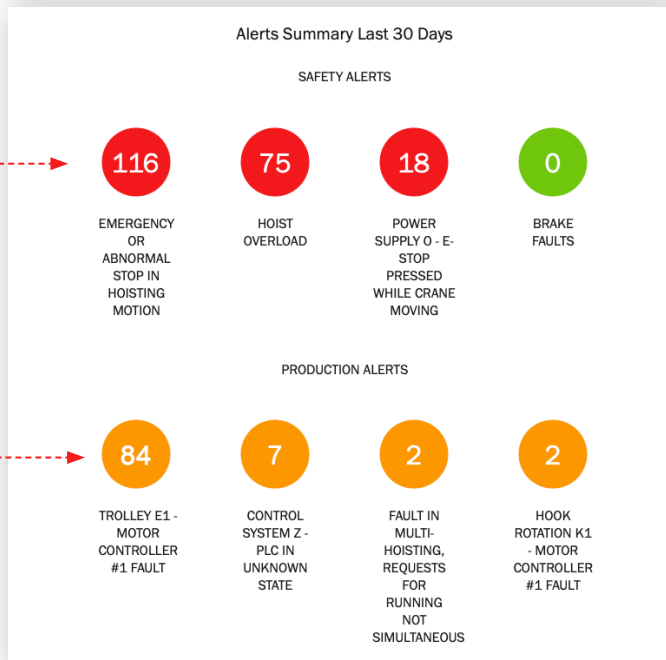 Alerts Summary Last 30 Days
SAFETY ALERTS
116
75
18
0
EMERGENCY
OR
ABNORMAL
STOP IN
HOISTING
MOTION
HOIST
OVERLOAD
POWER
SUPPLY O - E-
STOP
PRESSED
WHILE CRANE
MOVING
BRAKE
FAULTS
PRODUCTION ALERTS
84
7
2
2
TROLLEY E1 -
MOTOR
CONTROLLER
#1 FAULT
CONTROL
SYSTEM Z -
PLC IN
UNKNOWN
STATE
FAULT IN
MULTI-
HOISTING,
REQUESTS
FOR
RUNNING
NOT
SIMULTANEOUS
HOOK
ROTATION K1
- MOTOR
CONTROLLER
#1 FAULT